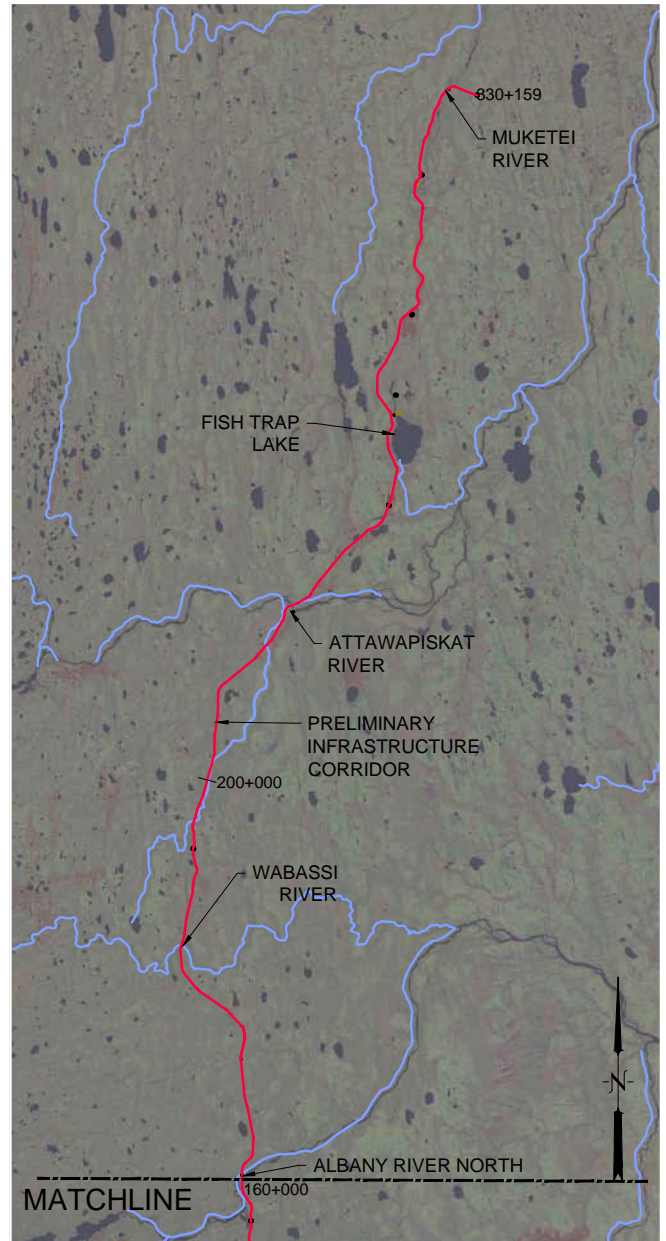 330+159
MUKETEI
RIVER
FISH TRAP
LAKE
ATTAWAPISKAT
RIVER
PRELIMINARY
INFRASTRUCTURE
CORRIDOR
200+000
WABASSI
RIVER
N
ALBANY RIVER NORTH
160+000
MATCHLINE